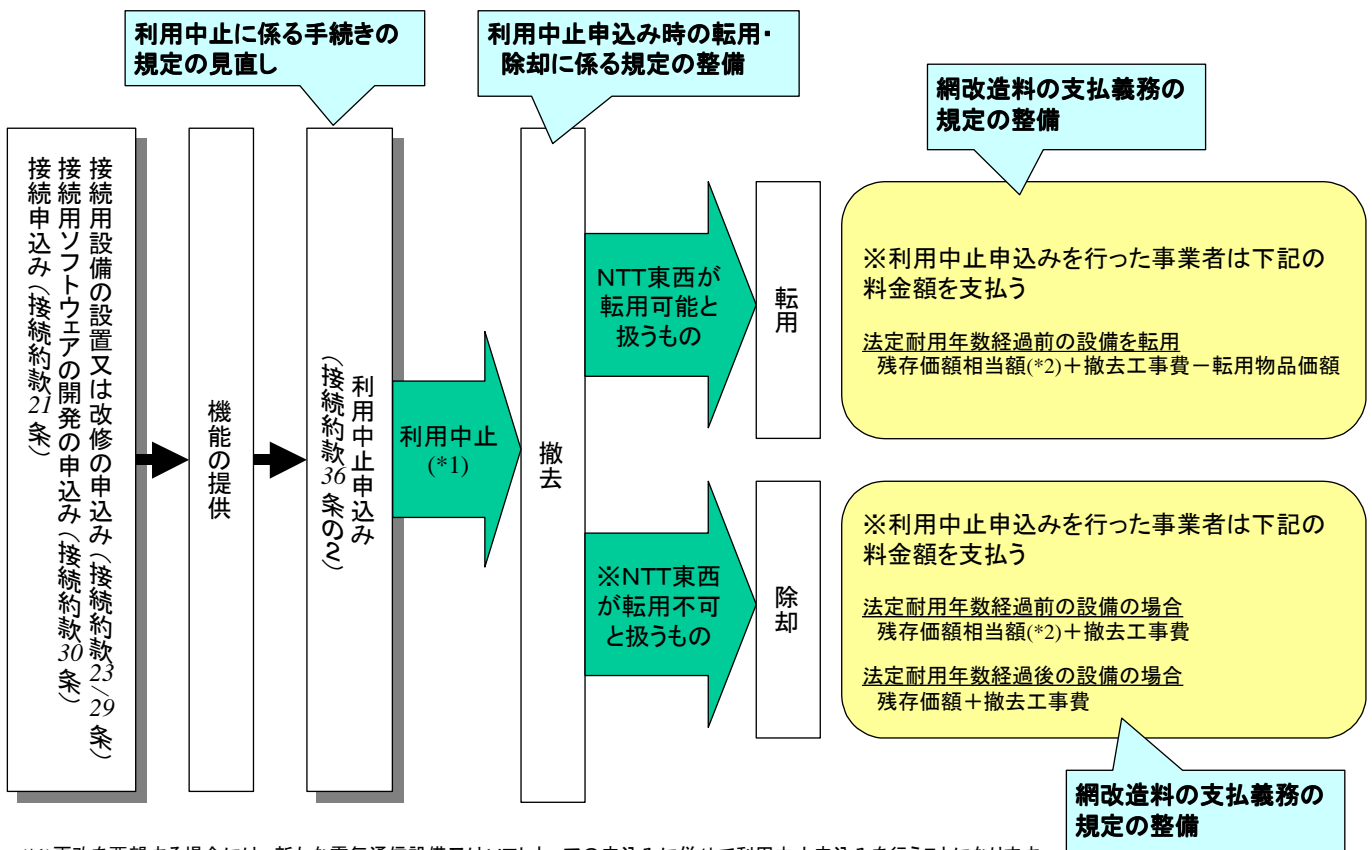 利用中止に係る手続きの
規定の見直し
利用中止申込み時の転用・
除却に係る規定の整備
網改造料の支払義務の
規定の整備
接続用設備の設置又は改修の申込み（接続約款23／29条）
接続用ソフトウェアの開発の申込み（接続約款30条）
接続申込み（接続約款21条）
機能の提供
利用中止申込み
（接続約款36条の2）
利用中止
(*1)
撤去
NTT東西が
転用可能と
扱うもの
転用
※利用中止申込みを行った事業者は下記の
料金額を支払う
法定耐用年数経過前の設備を転用
残存価額相当額(*2)＋撤去工事費－転用物品価額
※NTT東西
が転用不可
と扱うもの
除却
※利用中止申込みを行った事業者は下記の
料金額を支払う
法定耐用年数経過前の設備の場合
残存価額相当額(*2)＋撤去工事費
法定耐用年数経過後の設備の場合
残存価額＋撤去工事費
網改造料の支払義務の
規定の整備